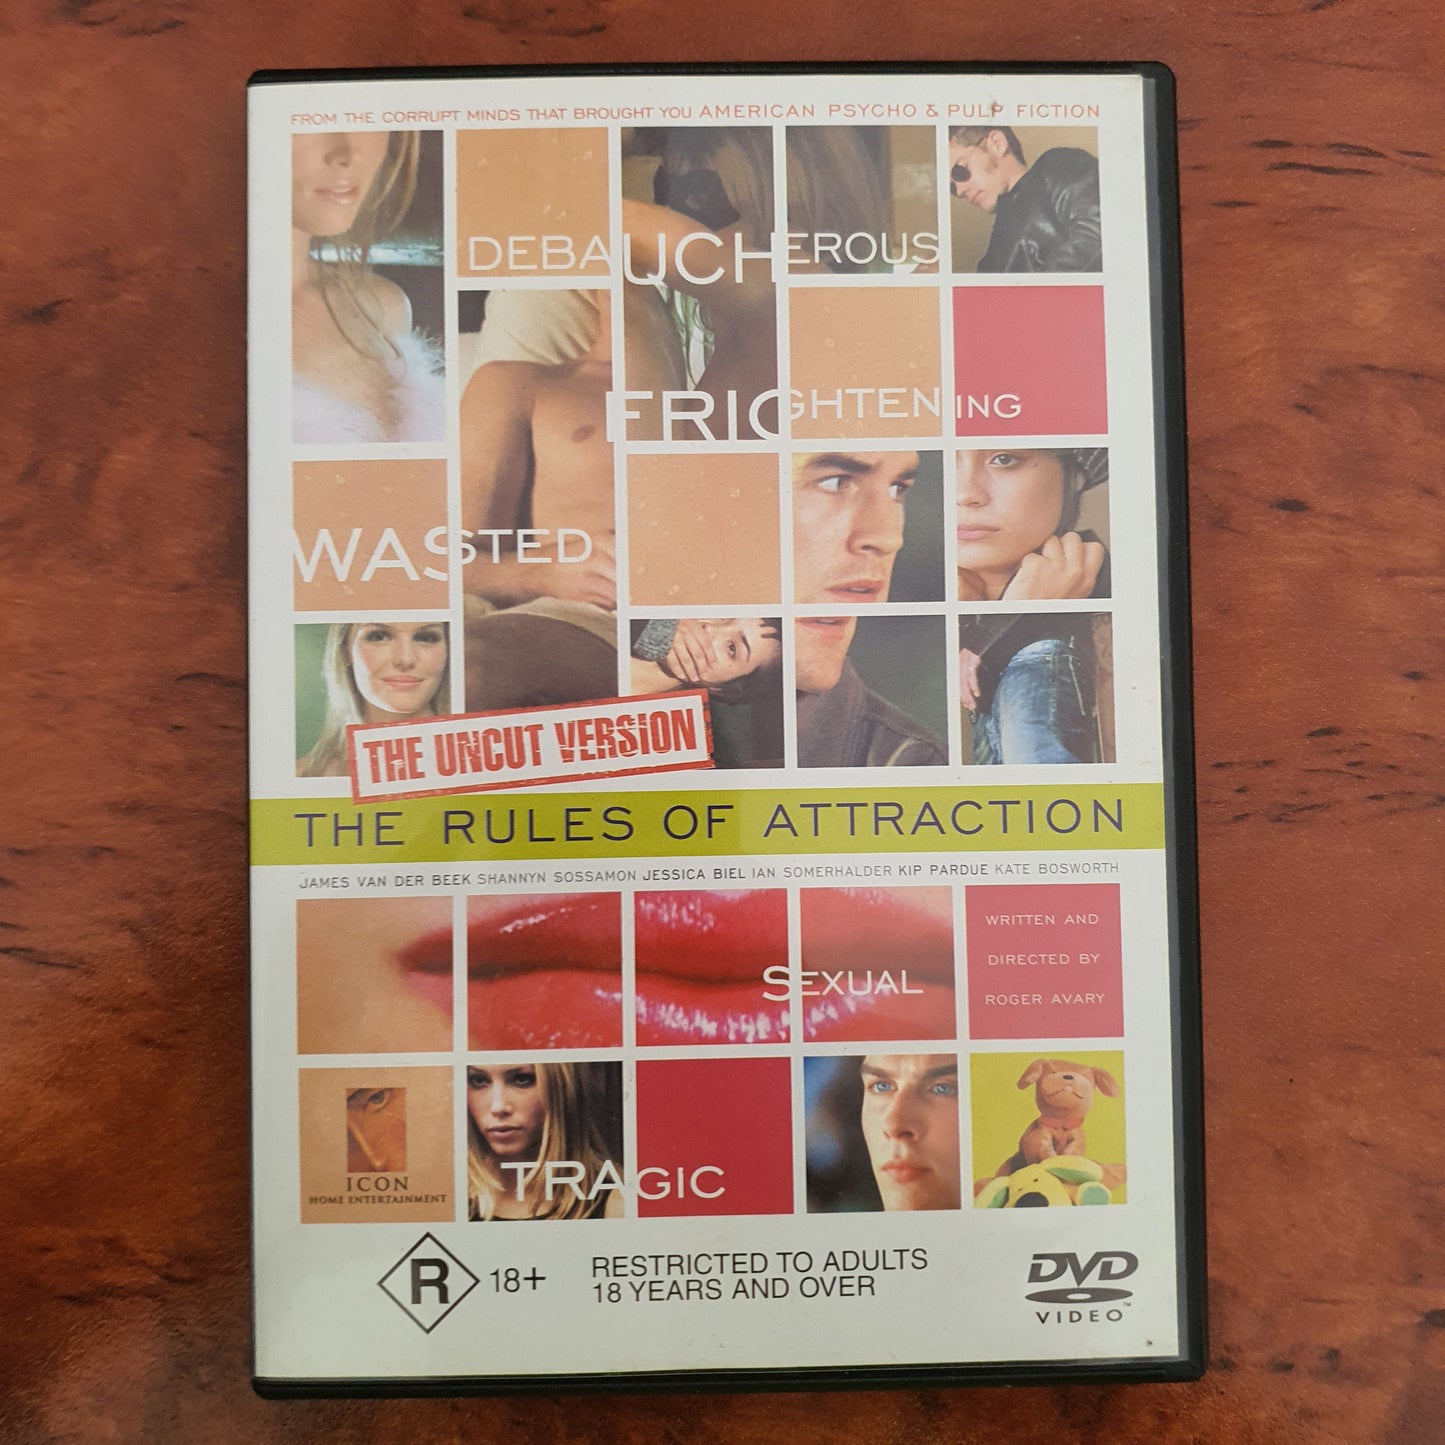 FROM THE CORRUPT MINDS THAT BROUGHT YOU AMERICAN PSYCHO & PULP FICTION
DEBAUCHEROUS
FRIGHTENING
WASTED
THE UNCUT VERSION
THE RULES OF ATTRACTION
JAMES VAN DER BEEK SHANNYN SOSSAMON JESSICA BIEL IAN SOMERHALDER KIP PARDUE KATE BOSWORTH
SEXUAL
WRITTEN AND
DIRECTED BY
ROGER AVARY
ICON
HOME ENTERTAINMENT
TRAGIC
R 18+
RESTRICTED TO ADULTS
18 YEARS AND OVER
DVD
VIDEO™